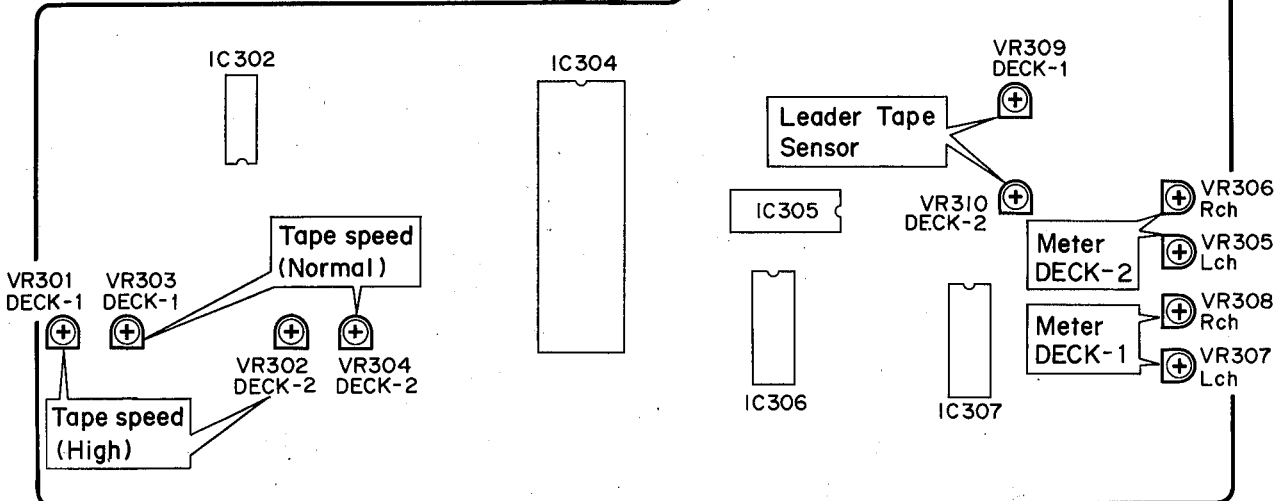 IC302
IC304
VR309
DECK-1
Leader Tape
Sensor
IC305
VR310
DECK-2
VR306
Rch
VR305
Lch
Meter
DECK-2
Tape speed
(Normal)
VR301
DECK-1
VR303
DECK-1
VR308
Rch
Meter
DECK-1
VR307
Lch
VR302
DECK-2
VR304
DECK-2
IC306
IC307
Tape speed
(High)